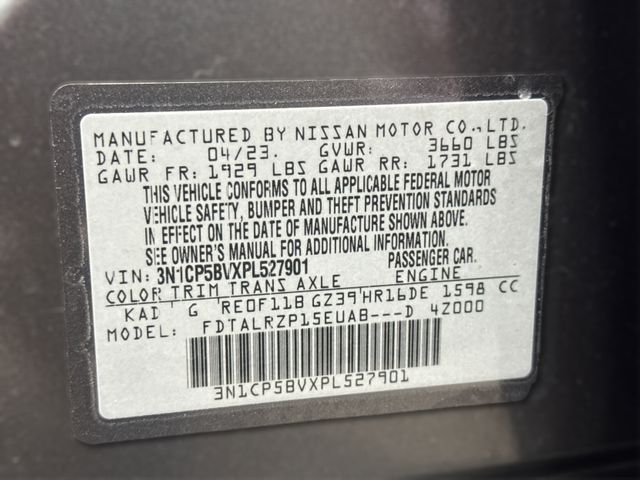 MANUFACTURED BY NISSAN MOTOR CO., LTD.
DATE: 04/23. GVWR: 3660 LBS
GAWR FR: 1929 LBS GAWR RR: 1731 LBS
THIS VEHICLE CONFORMS TO ALL APPLICABLE FEDERAL MOTOR
VEHICLE SAFETY, BUMPER AND THEFT PREVENTION STANDARDS
IN EFFECT ON THE DATE OF MANUFACTURE SHOWN ABOVE.
SEE OWNER'S MANUAL FOR ADDITIONAL INFORMATION.
VIN: 3N1CP5BVXPL527901 PASSENGER CAR.
COLOR TRIM TRANS AXLE ENGINE
KAD G RE0F11B GZ39 HR16DE 1598 CC
MODEL: FDTALRZP15EUAB---D 4Z000
3N1CP5BVXPL527901